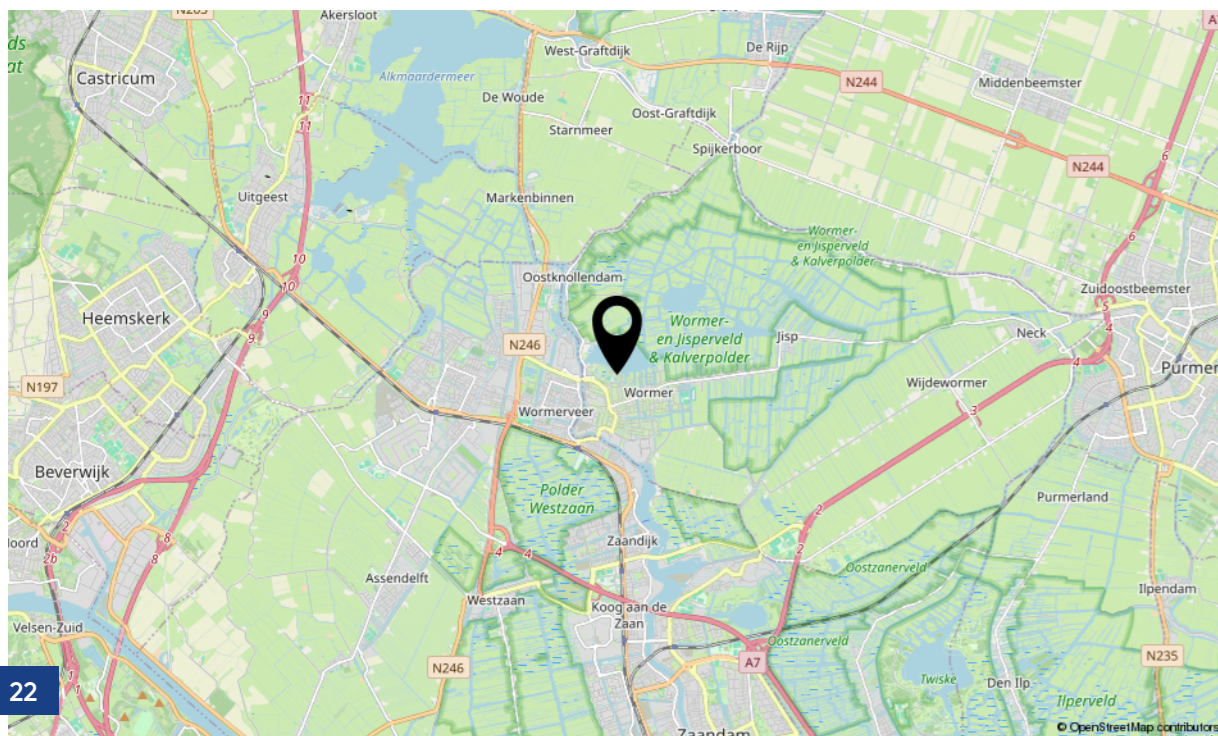 N203
Akersloot
ds
at
Castricum
Alkmaardermeer
West-Graftdijk
De Rijp
A
N244
Middenbeemster
11
11
De Woude
Oost-Graftdijk
Starnmeer
Spijkerboor
6
N244
Uitgeest
Markenbinnen
Wormer-
en Jisperveld
& Kalverpolder
6
10
10
Oostknollendam
Zuidoostbeemster
5
4
Heemskerk
9
9
N246
Wormer-
en Jisperveld
& Kalverpolder
Jisp
Neck
4
Purmer
N197
Wijdewormer
Wormer
Wormerveer
3
Beverwijk
Polder
Westzaan
Purmerland
2
2
2
oord
2b
8
8
4
4
Zaandijk
Oostzanerveld
Assendelft
Westzaan
Koog aan de
Zaan
Ilpendam
Velsen-Zuid
Oostzanerveld
N246
A7
N235
1
1
22
Twiske
Den Ilp
Ilperveld
Zaandam
© OpenStreetMap contributors